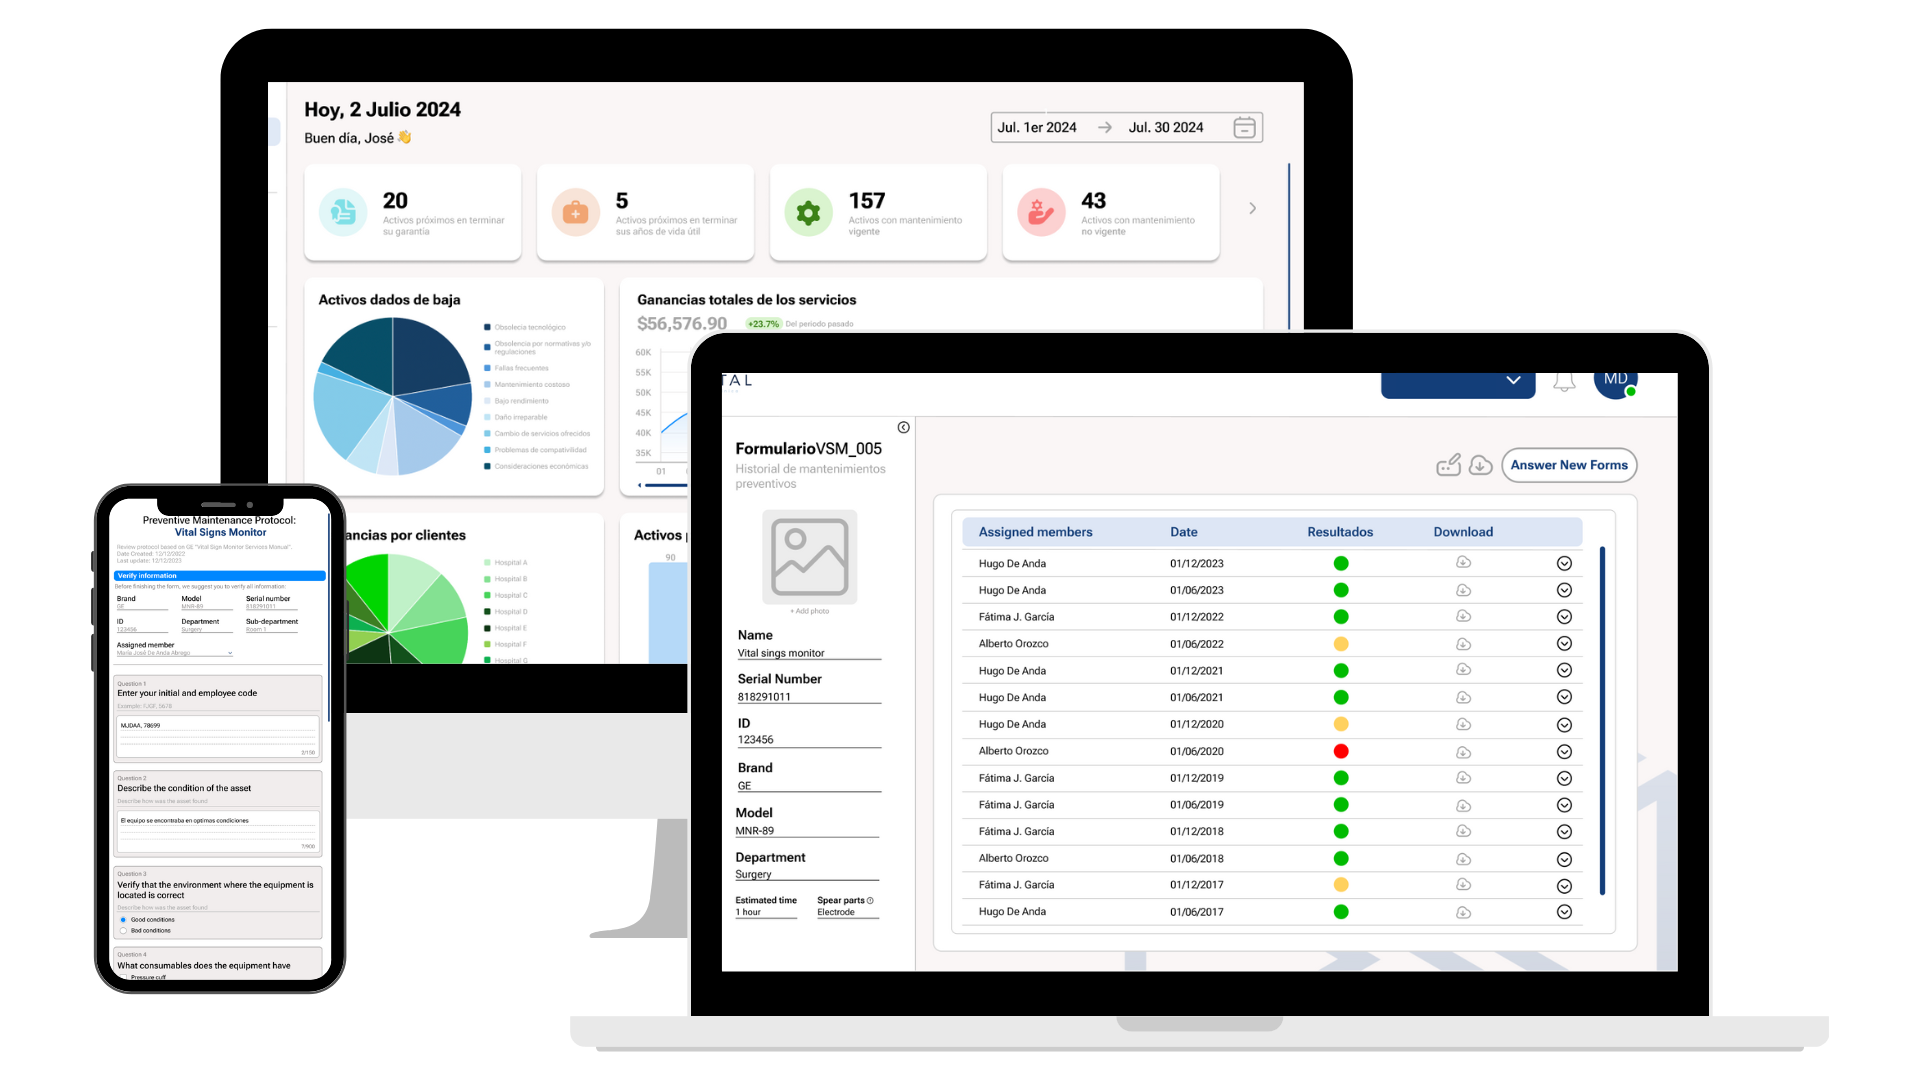 Hoy, 2 Julio 2024
Buen día, José
Jul. 1er 2024
Jul. 30 2024
20
Activos próximos en terminar
su garantía
5
Activos próximos en terminar
sus años de vida útil
157
Activos con mantenimiento
vigente
43
Activos con mantenimiento
no vigente
Activos dados de baja
Obsolecia tecnológico
Obsolencia por normativas y/o
regulaciones
Fallas frecuentes
Mantenimiento costoso
Bajo rendimiento
Daño irreparable
Cambio de servicios ofrecidos
Problemas de compativilidad
Consideraciones económicas
Ganancias totales de los servicios
$56,576.90
+23.7% Del periodo pasado
60K
55K
50K
45K
40K
35K
01
ancias por clientes
Hospital A
Hospital B
Hospital C
Hospital D
Hospital E
Hospital F
Hospital G
Activos
90
Preventive Maintenance Protocol:
Vital Signs Monitor
Review protocol based on GE "Vital Sign Monitor Services Manual".
Date Created: 12/12/2022
Last update: 12/12/2023
Verify information
Before finishing the form, we suggest you to verify all information:
Brand
Model
Serial number
GE
MNR-89
818291011
ID
Department
Sub-department
123456
Surgery
Room 1
Assigned member
María José De Anda Abrego
Question 1
Enter your initial and employee code
Example: FJGF, 5678
MJDAA, 78699
2/150
Question 2
Describe the condition of the asset
Describe how was the asset found
El equipo se encontraba en optimas condiciones
7/900
Question 3
Verify that the environment where the equipment is
located is correct
Describe how was the asset found
Good conditions
Bad conditions
Question 4
What consumables does the equipment have
Pressure cuff
TAL
MD
FormularioVSM_005
Historial de mantenimientos
preventivos
+ Add photo
Name
Vital sings monitor
Serial Number
818291011
ID
123456
Brand
GE
Model
MNR-89
Department
Surgery
Estimated time
Spear parts
1 hour
Electrode
Answer New Forms
Assigned members Date Resultados Download
Hugo De Anda 01/12/2023
Hugo De Anda 01/06/2023
Fátima J. García 01/12/2022
Alberto Orozco 01/06/2022
Hugo De Anda 01/12/2021
Hugo De Anda 01/06/2021
Hugo De Anda 01/12/2020
Alberto Orozco 01/06/2020
Fátima J. García 01/12/2019
Fátima J. García 01/06/2019
Fátima J. García 01/12/2018
Alberto Orozco 01/06/2018
Fátima J. García 01/12/2017
Hugo De Anda 01/06/2017